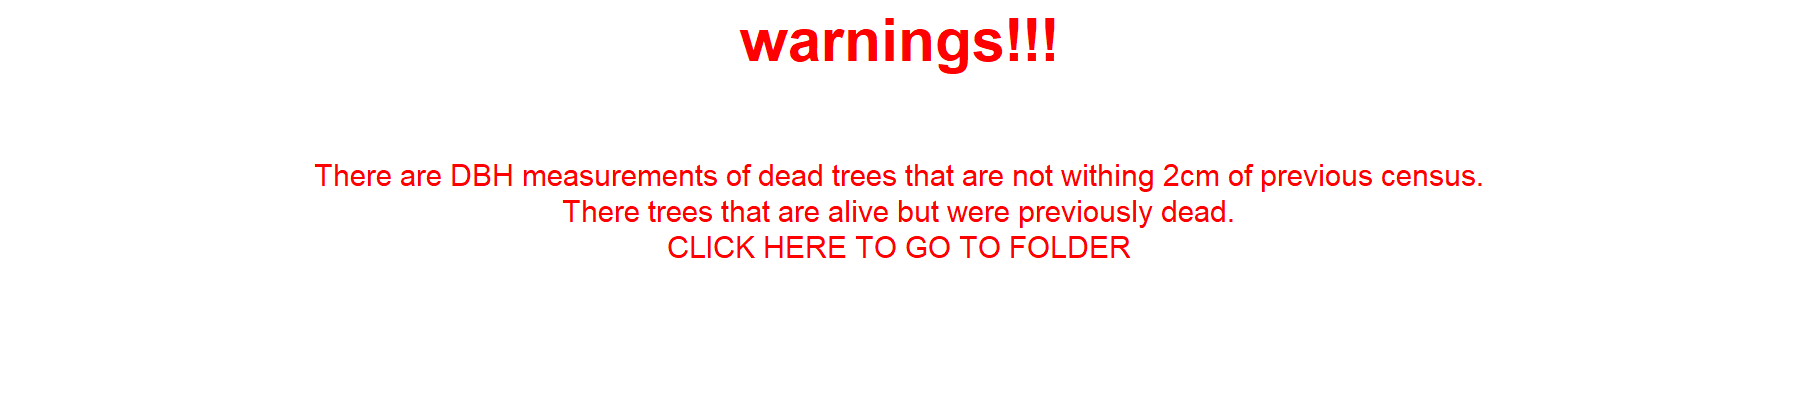 warnings!!!
There are DBH measurements of dead trees that are not withing 2cm of previous census.
There trees that are alive but were previously dead.
CLICK HERE TO GO TO FOLDER